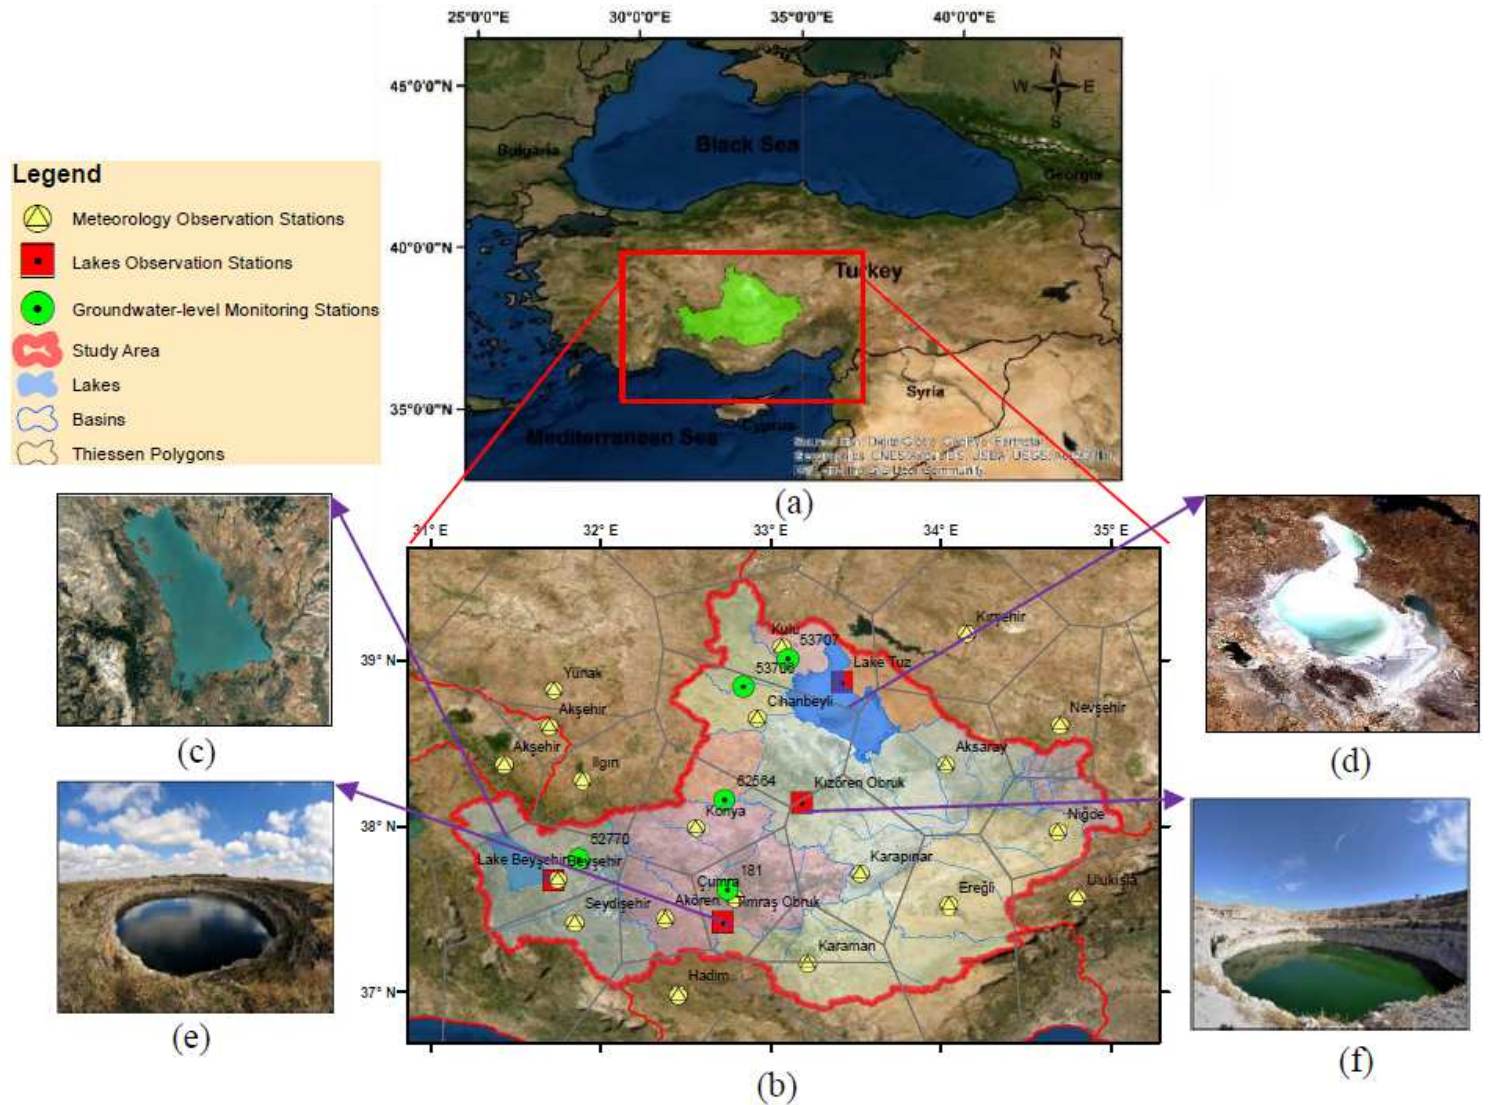 25°0'0"E 30°0'0"E 35°0'0"E 40°0'0"E
45°0'0"N
40°0'0"N
35°0'0"N
N
W E
S
Black Sea
Bulgaria
Georgia
Turkey
Syria
Cyprus
Mediterranean Sea
(a)
Legend
Meteorology Observation Stations
Lakes Observation Stations
Groundwater-level Monitoring Stations
Study Area
Lakes
Basins
Thiessen Polygons
31° E 32° E 33° E 34° E 35° E
39° N
38° N
37° N
Kulu
53707
Kırşehir
Lake Tuz
Yunak
Cihanbeyli
Akşehir
Nevşehir
Akşehir
Ilgın
Aksaray
62564
Kızören Obruk
Konya
Niğde
52770
Lake Beyşehir
Beyşehir
Karapınar
181
Çumra
Ereğli
Ulukışla
Seydişehir
Akören
Timraş Obruk
Karaman
Hadim
(b)
(c)
(d)
(e)
(f)